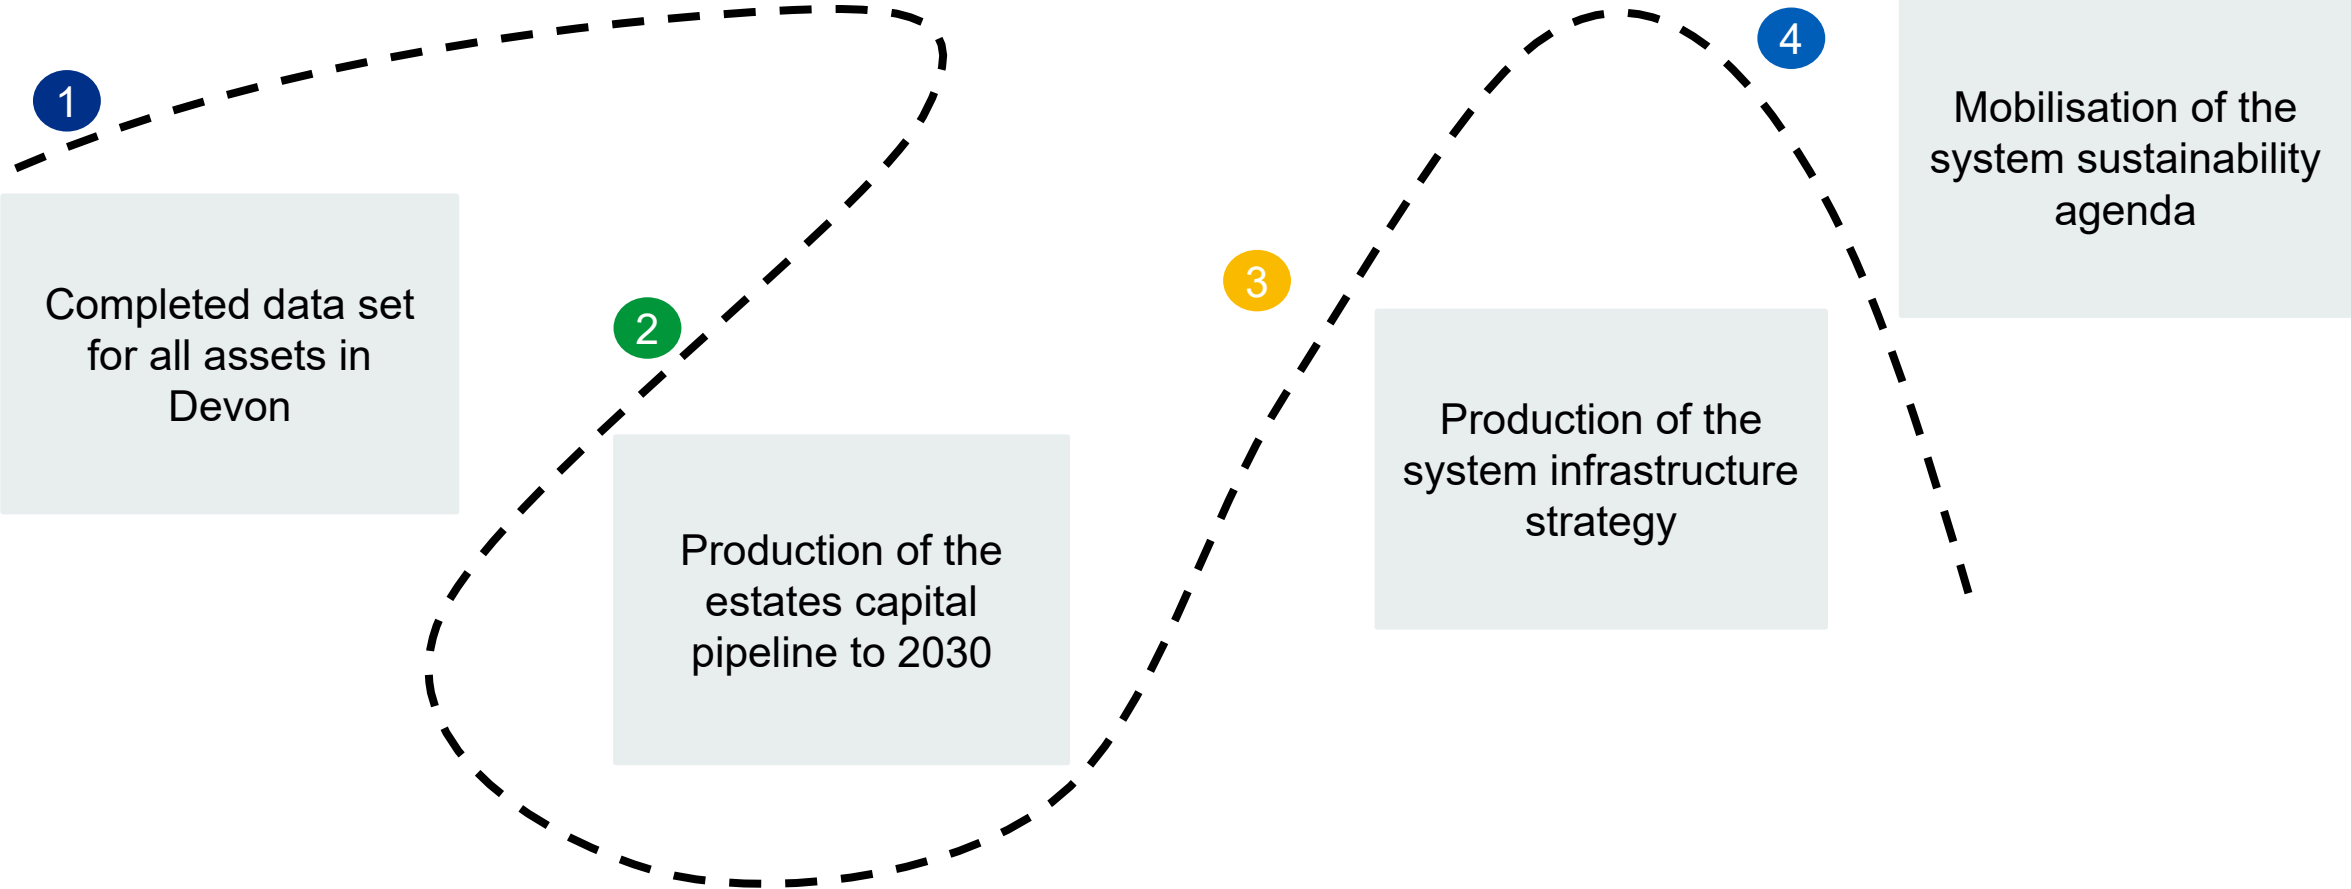 1
Completed data set
for all assets in
Devon
2
Production of the
estates capital
pipeline to 2030
3
Production of the
system infrastructure
strategy
4
Mobilisation of the
system sustainability
agenda